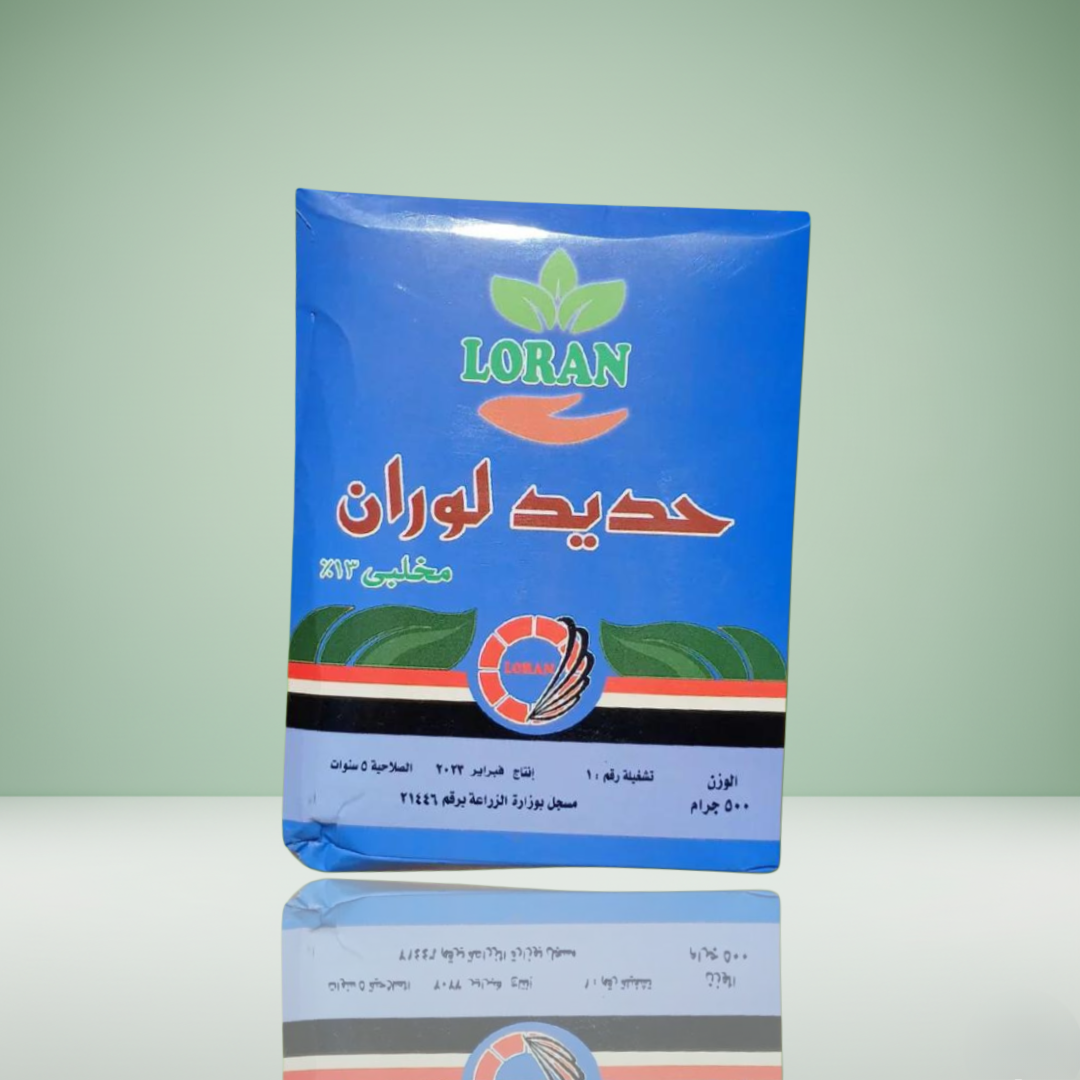 LORAN
حديد لوران
مخلبى ١٣٪
LORAN
الوزن
٥٠٠ جرام
تشغيلة رقم : ١ إنتاج فبراير ٢٠٢٣ الصلاحية ٥ سنوات
مسجل بوزارة الزراعة برقم ٢١٤٤٦